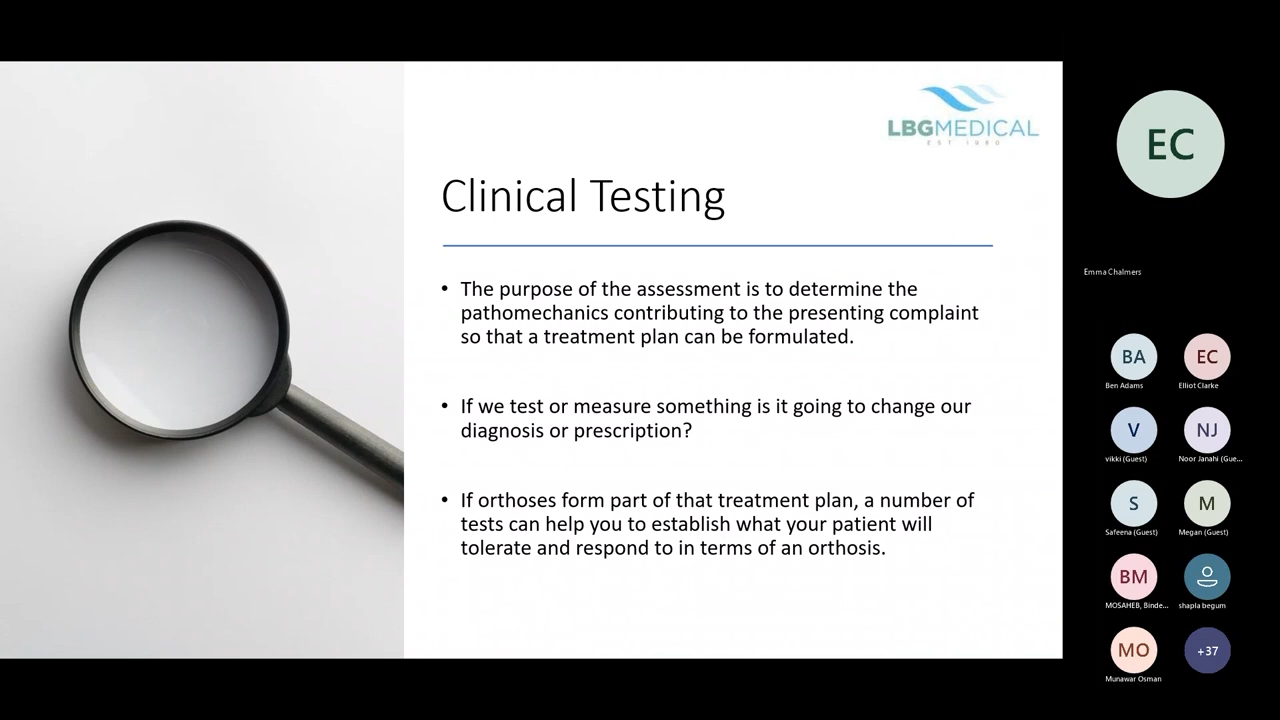 LBGMEDICAL
EST 1980
Clinical Testing
• The purpose of the assessment is to determine the
pathomechanics contributing to the presenting complaint
so that a treatment plan can be formulated.
• If we test or measure something is it going to change our
diagnosis or prescription?
• If orthoses form part of that treatment plan, a number of
tests can help you to establish what your patient will
tolerate and respond to in terms of an orthosis.
EC
Emma Chalmers
BA
EC
Ben Adams
Elliot Clarke
V
NJ
vikki (Guest)
Noor Janahi (Gue...
S
M
Safeena (Guest)
Megan (Guest)
BM
MOSAHEB, Binde...
shapla begum
MO
+37
Munawar Osman